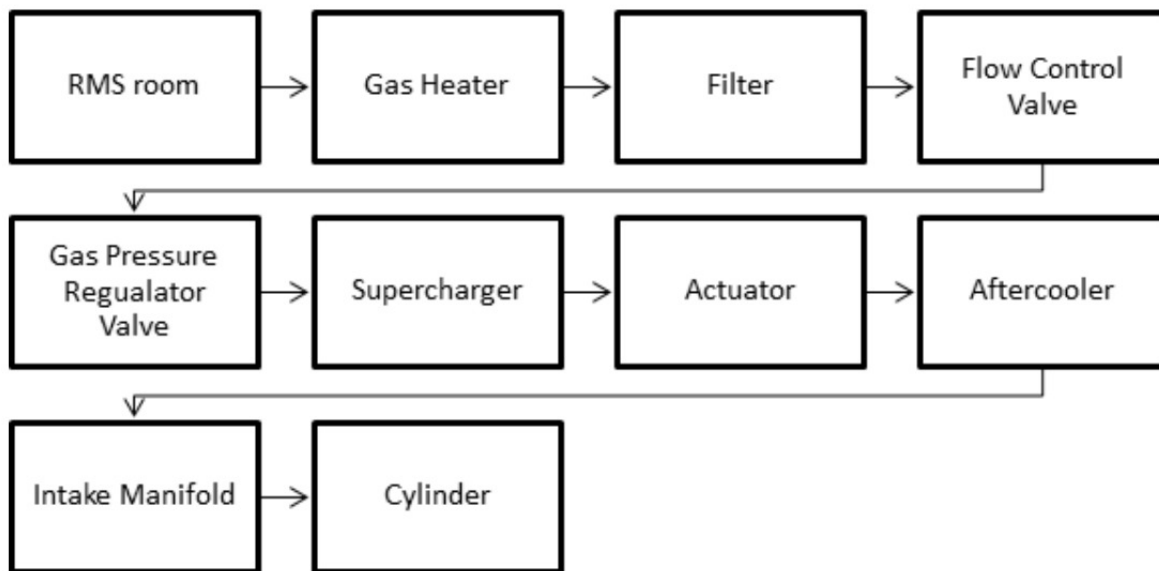 RMS room
Gas Heater
Filter
Flow Control
Valve
Gas Pressure
Regualator
Valve
Supercharger
Actuator
Aftercooler
Intake Manifold
Cylinder